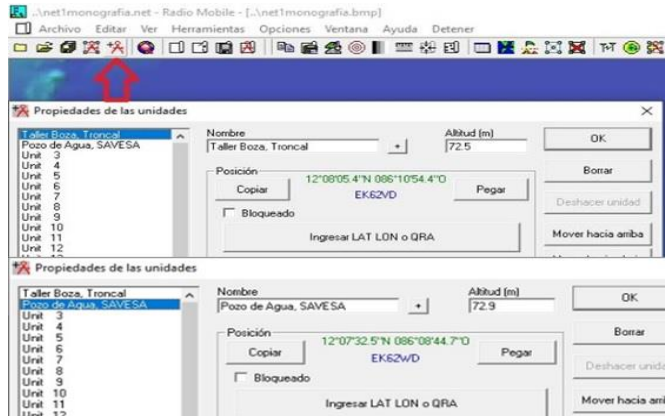 ..\net1monografia.net - Radio Mobile - [..\net1monografia.bmp]
Archivo Editar Ver Herramientas Opciones Ventana Ayuda Detener
Propiedades de las unidades
Taller Boza, Troncal
Pozo de Agua, SAVESA
Unit 3
Unit 4
Unit 5
Unit 6
Unit 7
Unit 8
Unit 9
Unit 10
Unit 11
Unit 12
Nombre
Taller Boza, Troncal
+
Altitud (m)
72.5
Posición
12°08'05.4"N 086°10'54.4"O
EK62VD
Copiar
Pegar
Bloqueado
Ingresar LAT LON o QRA
OK
Borrar
Deshacer unidad
Mover hacia arriba
Propiedades de las unidades
Taller Boza, Troncal
Pozo de Agua, SAVESA
Unit 3
Unit 4
Unit 5
Unit 6
Unit 7
Unit 8
Unit 9
Unit 10
Unit 11
Unit 12
Nombre
Pozo de Agua, SAVESA
+
Altitud (m)
72.9
Posición
12°07'32.5"N 086°08'44.7"O
EK62WD
Copiar
Pegar
Bloqueado
Ingresar LAT LON o QRA
OK
Borrar
Deshacer unida
Mover hacia arri